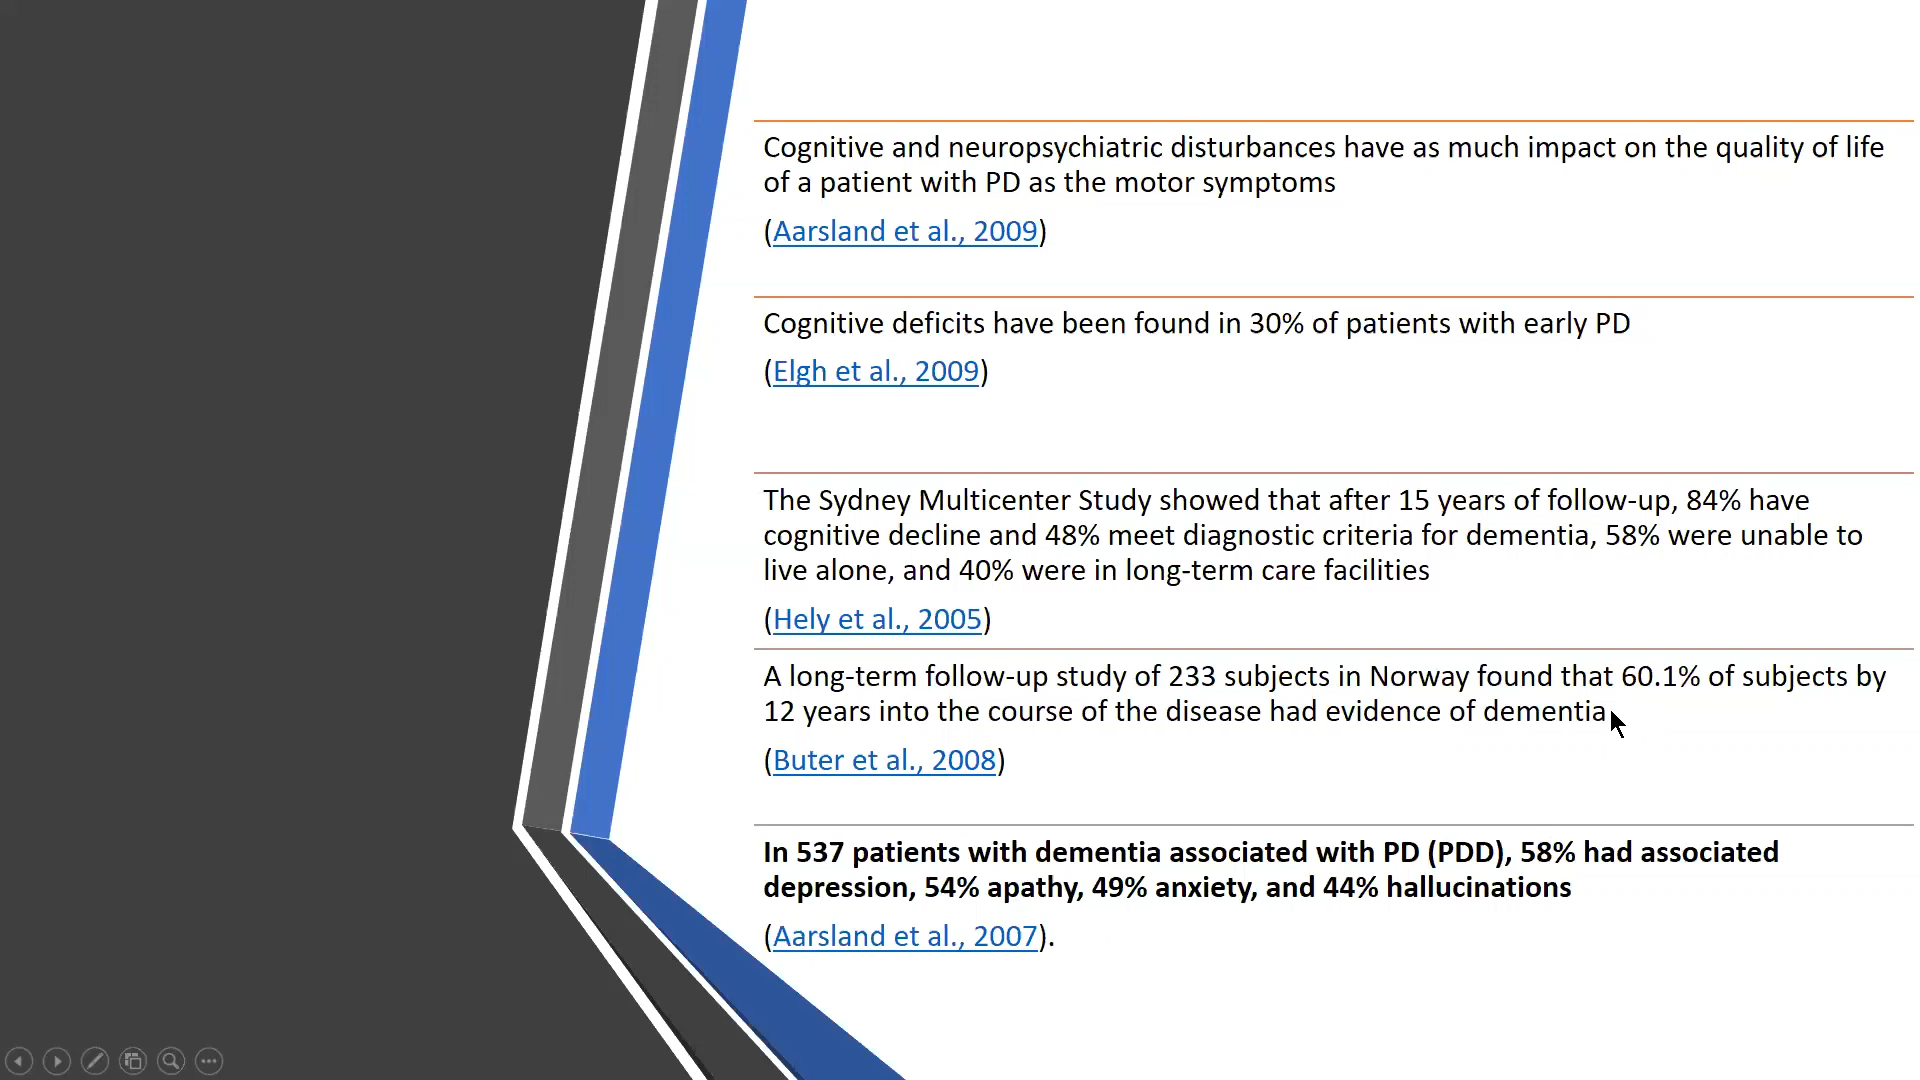 Cognitive and neuropsychiatric disturbances have as much impact on the quality of life
of a patient with PD as the motor symptoms
(Aarsland et al., 2009)
Cognitive deficits have been found in 30% of patients with early PD
(Elgh et al., 2009)
The Sydney Multicenter Study showed that after 15 years of follow-up, 84% have
cognitive decline and 48% meet diagnostic criteria for dementia, 58% were unable to
live alone, and 40% were in long-term care facilities
(Hely et al., 2005)
A long-term follow-up study of 233 subjects in Norway found that 60.1% of subjects by
12 years into the course of the disease had evidence of dementia
(Buter et al., 2008)
In 537 patients with dementia associated with PD (PDD), 58% had associated
depression, 54% apathy, 49% anxiety, and 44% hallucinations
(Aarsland et al., 2007).